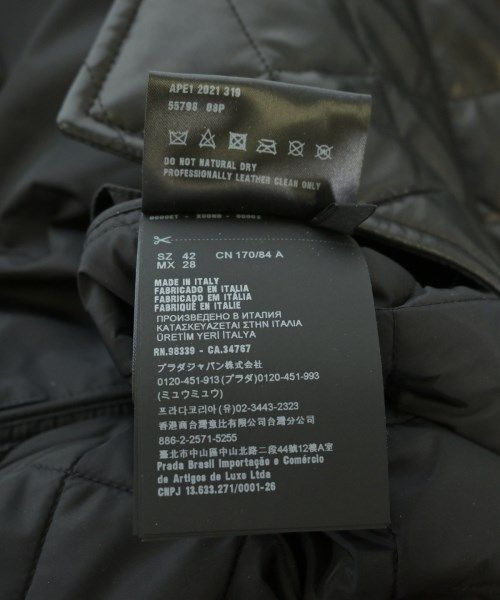 APE1 2021 319
55798 08P
DO NOT NATURAL DRY
PROFESSIONALLY LEATHER CLEAN ONLY
SZ 42 CN 170/84 A
MX 28
MADE IN ITALY
FABRICADO EN ITALIA
FABRICADO EM ITÁLIA
FABRIQUÉ EN ITALIE
ПРОИЗВЕДЕНО В ИТАЛИЯ
ΚΑΤΑΣΚΕΥΑΖΕΤΑΙ ΣΤΗΝ ΙΤΑΛΙΑ
ÜRETİM YERİ İTALYA
RN.98339 - CA.34767
プラダジャパン株式会社
0120-451-913 (プラダ) 0120-451-993
(ミュウミュウ)
프라다코리아 (유) 02-3443-2323
香港商台灣意比有限公司台灣分公司
886-2-2571-5255
臺北市中山區中山北路二段44號12樓A室
Prada Brasil Importação e Comércio
de Artigos de Luxo Ltda
CNPJ 13.633.271/0001-26